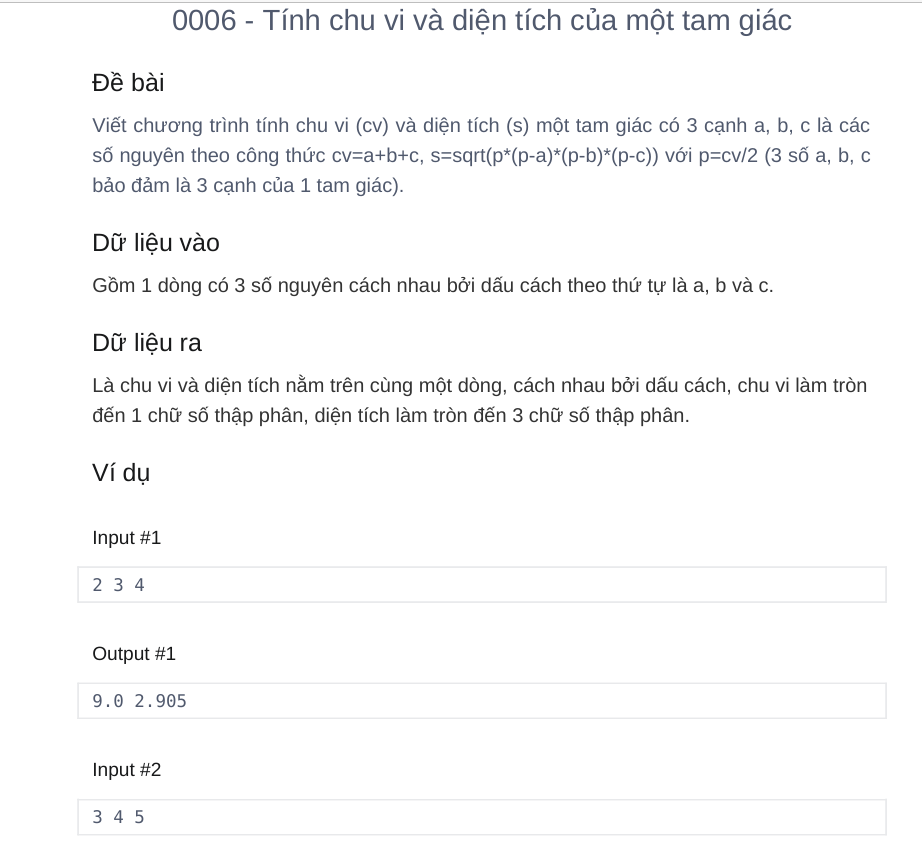 0006 - Tính chu vi và diện tích của một tam giác
Đề bài
Viết chương trình tính chu vi (cv) và diện tích (s) một tam giác có 3 cạnh a, b, c là các
số nguyên theo công thức cv=a+b+c, s=sqrt(p*(p-a)*(p-b)*(p-c)) với p=cv/2 (3 số a, b, c
bảo đảm là 3 cạnh của 1 tam giác).
Dữ liệu vào
Gồm 1 dòng có 3 số nguyên cách nhau bởi dấu cách theo thứ tự là a, b và c.
Dữ liệu ra
Là chu vi và diện tích nằm trên cùng một dòng, cách nhau bởi dấu cách, chu vi làm tròn
đến 1 chữ số thập phân, diện tích làm tròn đến 3 chữ số thập phân.
Ví dụ
Input #1
2 3 4
Output #1
9.0 2.905
Input #2
3 4 5